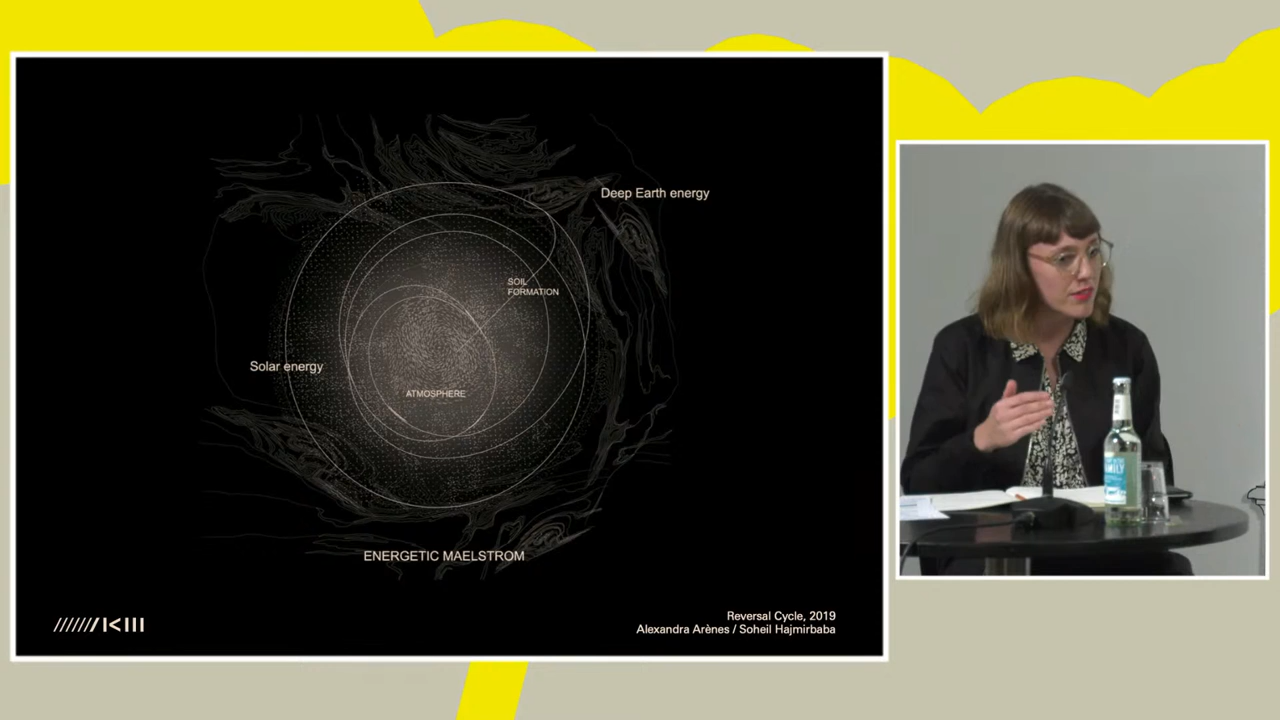 Deep Earth energy
SOIL
FORMATION
Solar energy
ATMOSPHERE
ENERGETIC MAELSTROM
Reversal Cycle, 2019
Alexandra Arènes / Soheil Hajmirbaba